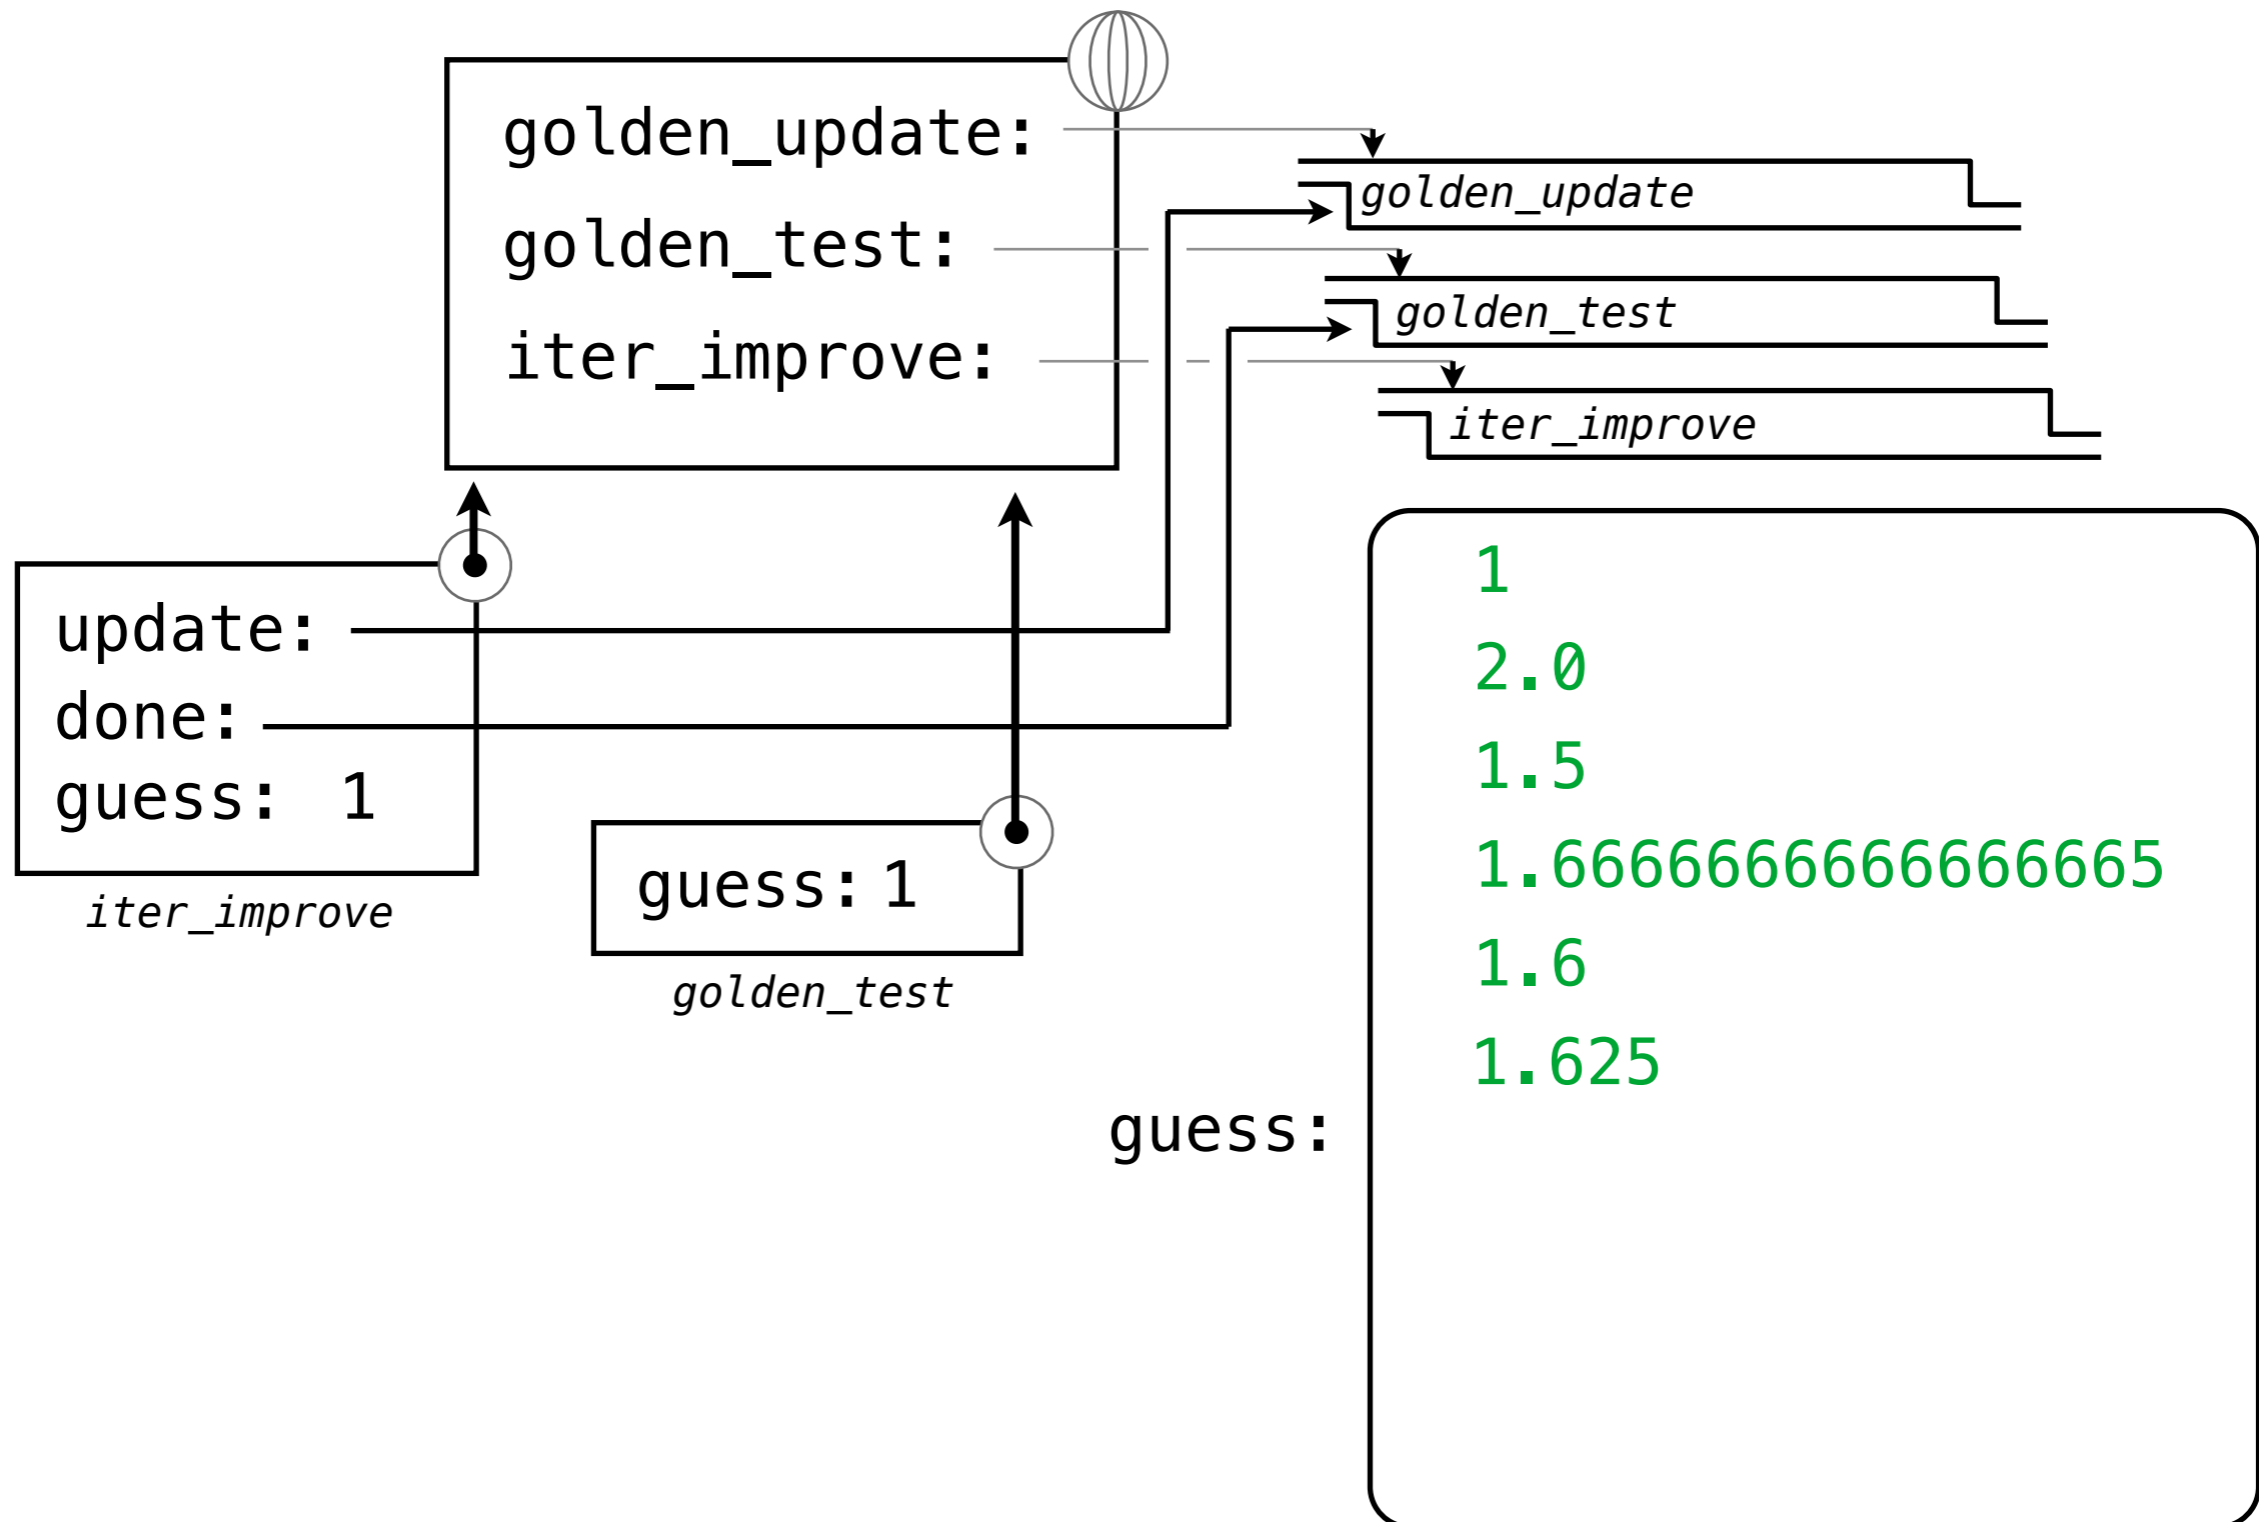 golden_update:
golden_test:
iter_improve:
golden_update
golden_test
iter_improve
update:
done:
guess: 1
iter_improve
guess: 1
golden_test
guess:
1
2.0
1.5
1.6666666666666665
1.6
1.625